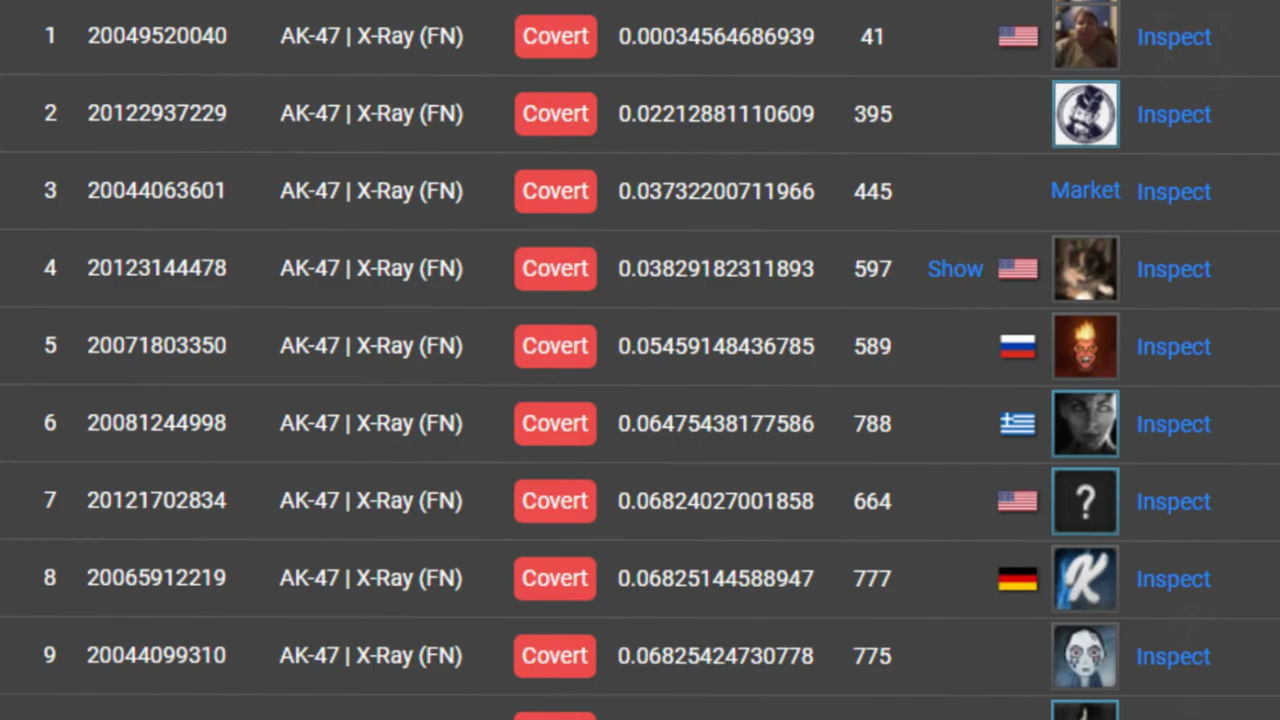 1 20049520040 AK-47 | X-Ray (FN) Covert 0.00034564686939 41 Inspect
2 20122937229 AK-47 | X-Ray (FN) Covert 0.02212881110609 395 Inspect
3 20044063601 AK-47 | X-Ray (FN) Covert 0.03732200711966 445 Market Inspect
4 20123144478 AK-47 | X-Ray (FN) Covert 0.03829182311893 597 Show Inspect
5 20071803350 AK-47 | X-Ray (FN) Covert 0.05459148436785 589 Inspect
6 20081244998 AK-47 | X-Ray (FN) Covert 0.06475438177586 788 Inspect
7 20121702834 AK-47 | X-Ray (FN) Covert 0.06824027001858 664 ? Inspect
8 20065912219 AK-47 | X-Ray (FN) Covert 0.06825144588947 777 K Inspect
9 20044099310 AK-47 | X-Ray (FN) Covert 0.06825424730778 775 Inspect